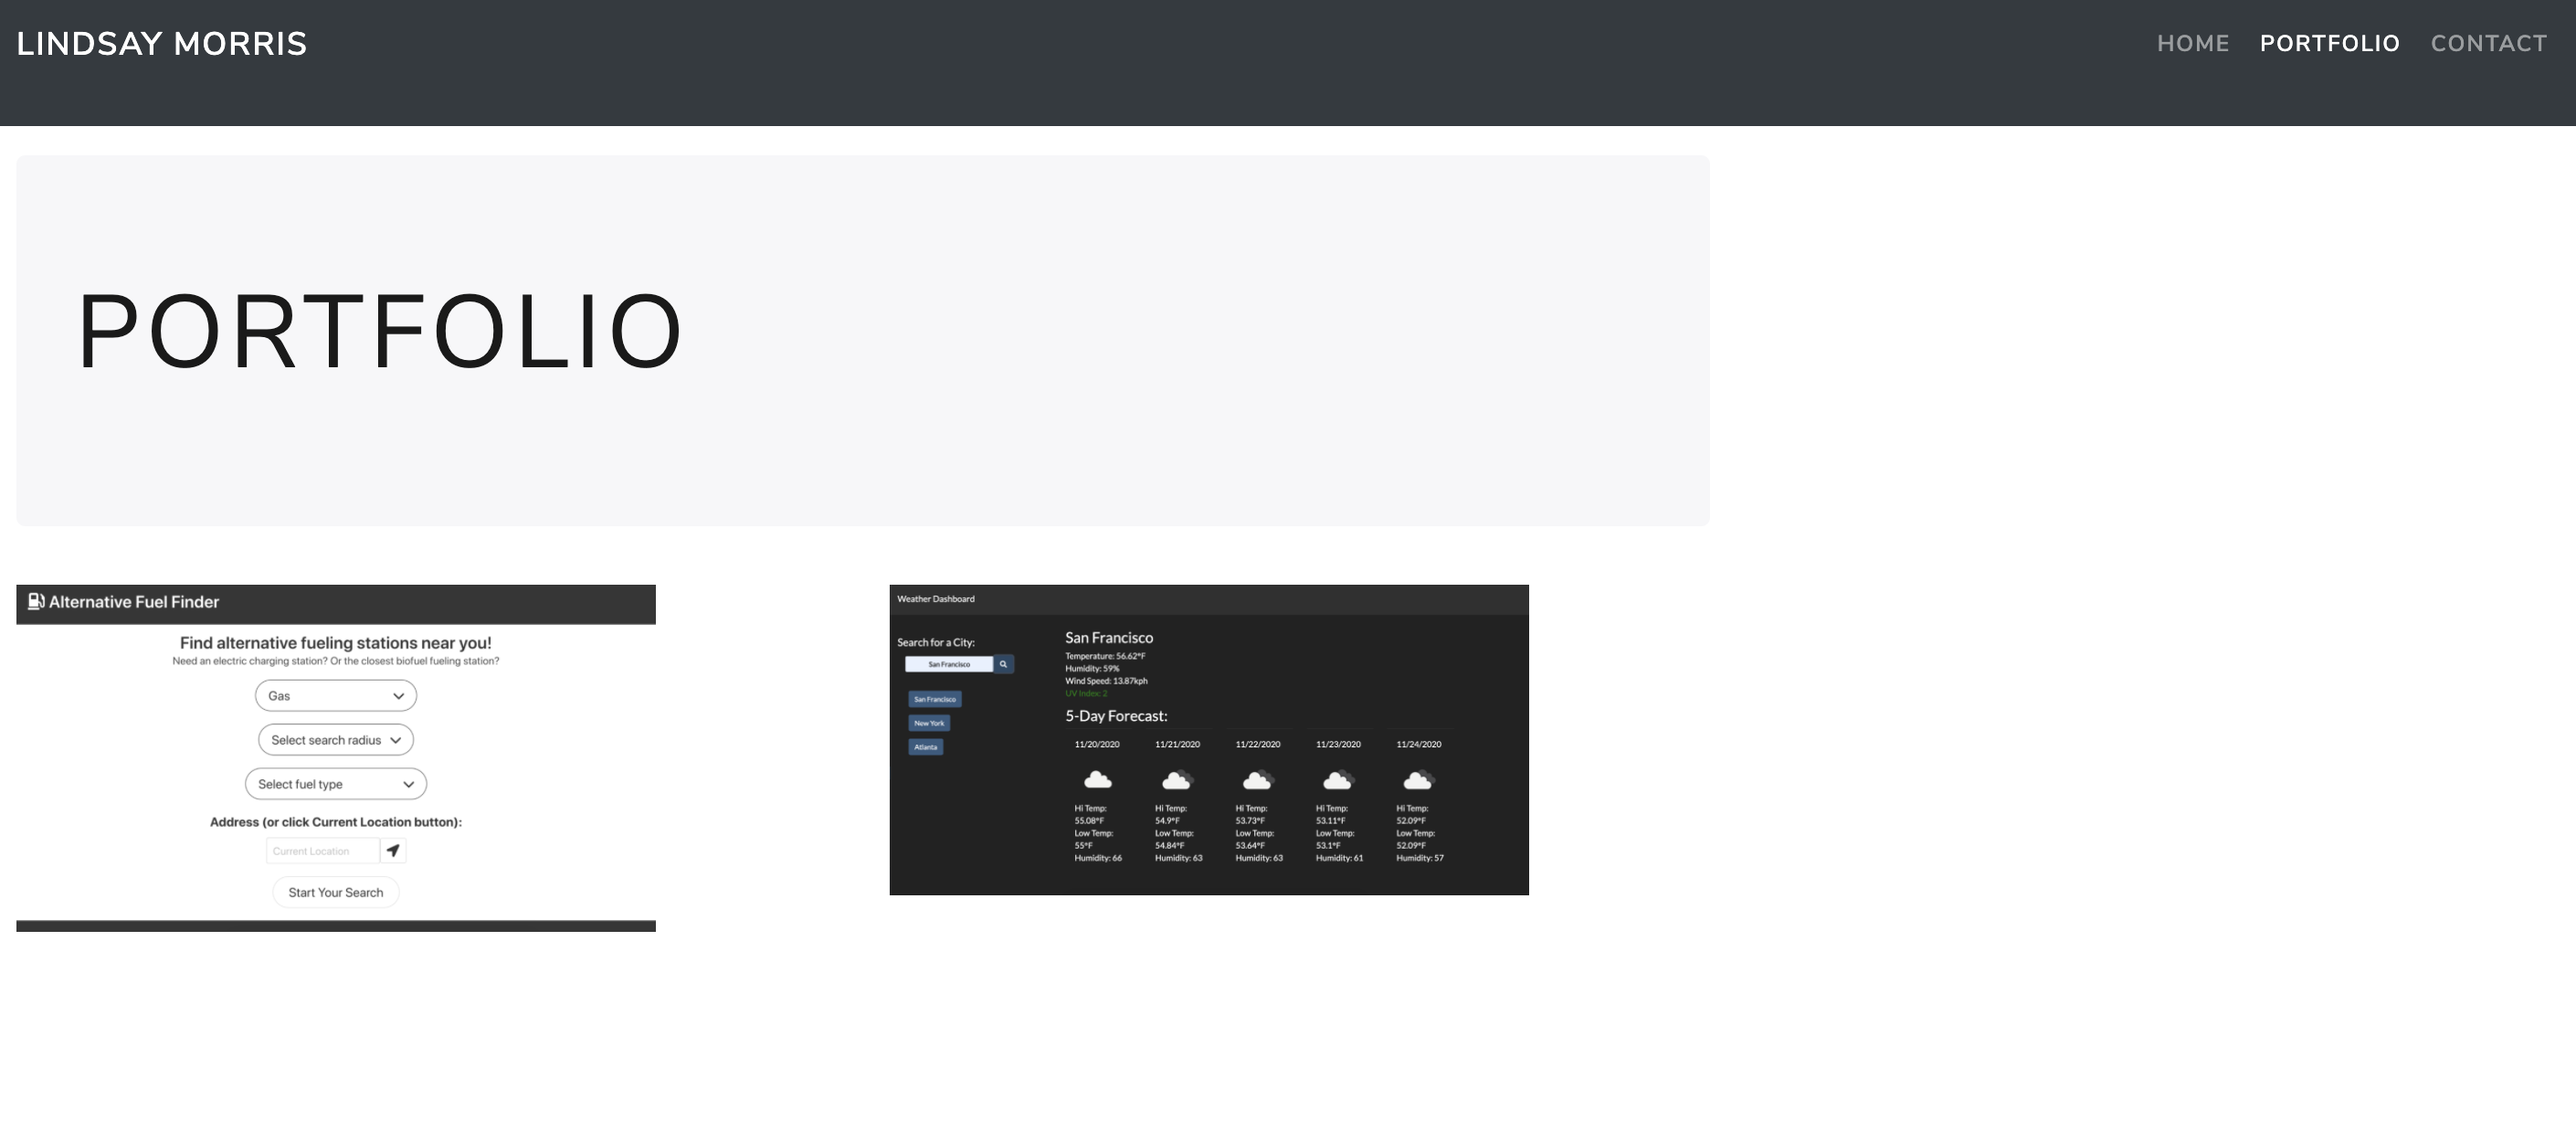 LINDSAY MORRIS
HOME PORTFOLIO CONTACT
PORTFOLIO
Alternative Fuel Finder
Find alternative fueling stations near you!
Need an electric charging station? Or the closest biofuel fueling station?
Gas
Select search radius
Select fuel type
Address (or click Current Location button):
Current Location
Start Your Search
Weather Dashboard
Search for a City:
San Francisco
San Francisco
New York
Atlanta
San Francisco
Temperature: 56.62°F
Humidity: 59%
Wind Speed: 13.87kph
UV Index: 2
5-Day Forecast:
11/20/2020 11/21/2020 11/22/2020 11/23/2020 11/24/2020
Hi Temp: Hi Temp: Hi Temp: Hi Temp: Hi Temp:
55.08°F 54.9°F 53.73°F 53.11°F 52.09°F
Low Temp: Low Temp: Low Temp: Low Temp: Low Temp:
55°F 54.84°F 53.64°F 53.1°F 52.09°F
Humidity: 66 Humidity: 63 Humidity: 63 Humidity: 61 Humidity: 57